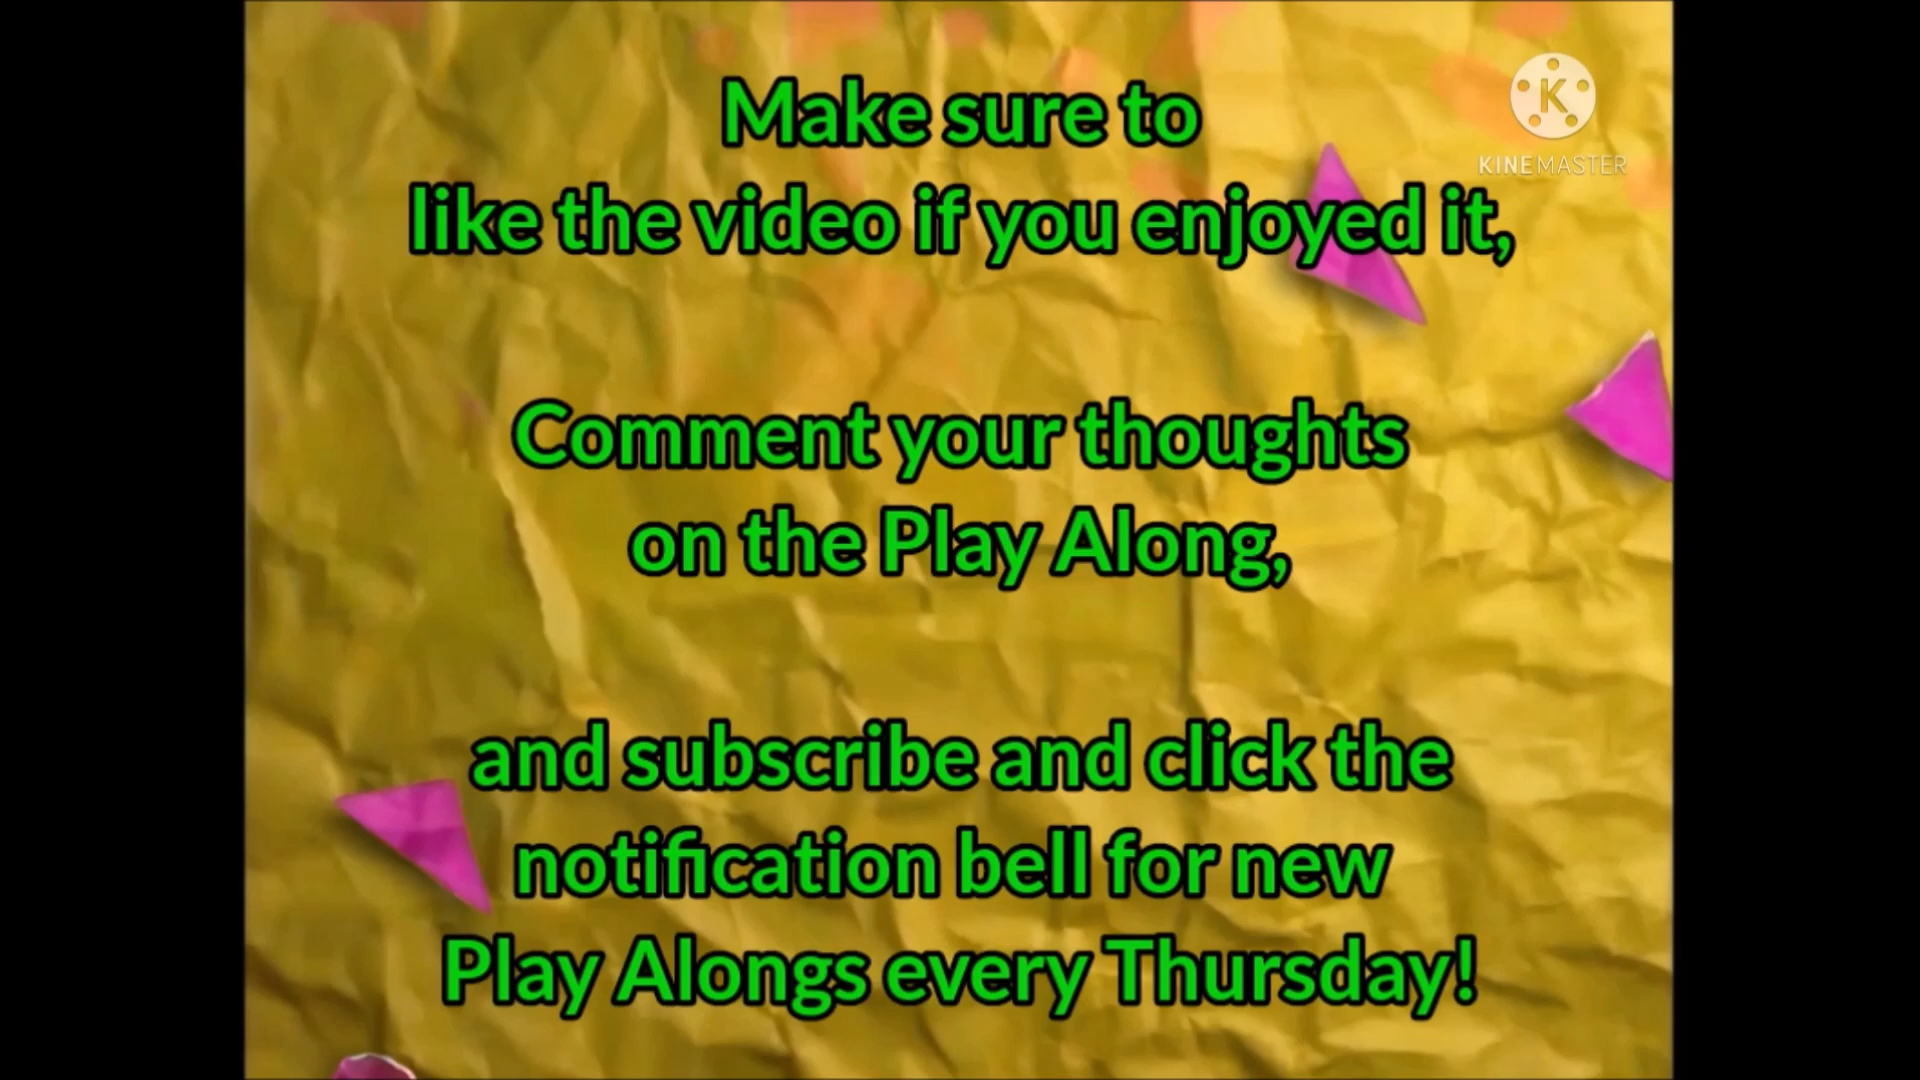 K
KINEMASTER
Make sure to
like the video if you enjoyed it,
Comment your thoughts
on the Play Along,
and subscribe and click the
notification bell for new
Play Alongs every Thursday!